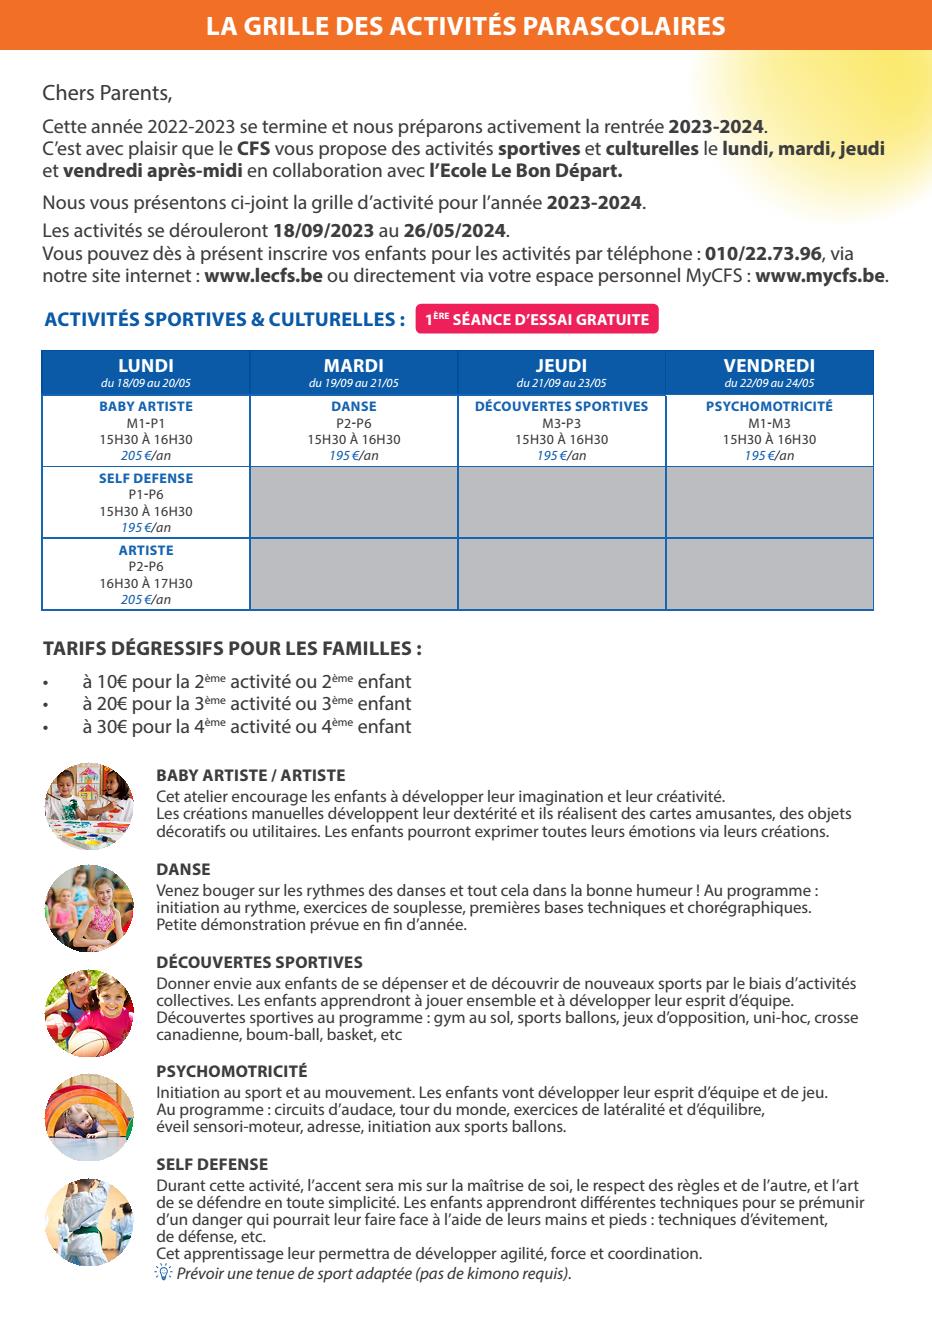 LA GRILLE DES ACTIVITÉS PARASCOLAIRES
Chers Parents,
Cette année 2022-2023 se termine et nous préparons activement la rentrée 2023-2024.
C'est avec plaisir que le CFS vous propose des activités sportives et culturelles le lundi, mardi, jeudi
et vendredi après-midi en collaboration avec l'Ecole Le Bon Départ.
Nous vous présentons ci-joint la grille d'activité pour l'année 2023-2024.
Les activités se dérouleront 18/09/2023 au 26/05/2024.
Vous pouvez dès à présent inscrire vos enfants pour les activités par téléphone : 010/22.73.96, via
notre site internet : www.lecfs.be ou directement via votre espace personnel MyCFS : www.mycfs.be.
ACTIVITÉS SPORTIVES & CULTURELLES : 1ÈRE SÉANCE D'ESSAI GRATUITE
LUNDI
du 18/09 au 20/05
MARDI
du 19/09 au 21/05
JEUDI
du 21/09 au 23/05
VENDREDI
du 22/09 au 24/05
BABY ARTISTE
M1-P1
15H30 À 16H30
205 €/an
DANSE
P2-P6
15H30 À 16H30
195 €/an
DÉCOUVERTES SPORTIVES
M3-P3
15H30 À 16H30
195 €/an
PSYCHOMOTRICITÉ
M1-M3
15H30 À 16H30
195 €/an
SELF DEFENSE
P1-P6
15H30 À 16H30
195 €/an
ARTISTE
P2-P6
16H30 À 17H30
205 €/an
TARIFS DÉGRESSIFS POUR LES FAMILLES :
• à 10€ pour la 2ème activité ou 2ème enfant
• à 20€ pour la 3ème activité ou 3ème enfant
• à 30€ pour la 4ème activité ou 4ème enfant
BABY ARTISTE / ARTISTE
Cet atelier encourage les enfants à développer leur imagination et leur créativité.
Les créations manuelles développent leur dextérité et ils réalisent des cartes amusantes, des objets
décoratifs ou utilitaires. Les enfants pourront exprimer toutes leurs émotions via leurs créations.
DANSE
Venez bouger sur les rythmes des danses et tout cela dans la bonne humeur ! Au programme :
initiation au rythme, exercices de souplesse, premières bases techniques et chorégraphiques.
Petite démonstration prévue en fin d'année.
DÉCOUVERTES SPORTIVES
Donner envie aux enfants de se dépenser et de découvrir de nouveaux sports par le biais d'activités
collectives. Les enfants apprendront à jouer ensemble et à développer leur esprit d'équipe.
Découvertes sportives au programme : gym au sol, sports ballons, jeux d'opposition, uni-hoc, crosse
canadienne, boum-ball, basket, etc
PSYCHOMOTRICITÉ
Initiation au sport et au mouvement. Les enfants vont développer leur esprit d'équipe et de jeu.
Au programme : circuits d'audace, tour du monde, exercices de latéralité et d'équilibre,
éveil sensori-moteur, adresse, initiation aux sports ballons.
SELF DEFENSE
Durant cette activité, l'accent sera mis sur la maîtrise de soi, le respect des règles et de l'autre, et l'art
de se défendre en toute simplicité. Les enfants apprendront différentes techniques pour se prémunir
d'un danger qui pourrait leur faire face à l'aide de leurs mains et pieds : techniques d'évitement,
de défense, etc.
Cet apprentissage leur permettra de développer agilité, force et coordination.
Prévoir une tenue de sport adaptée (pas de kimono requis).